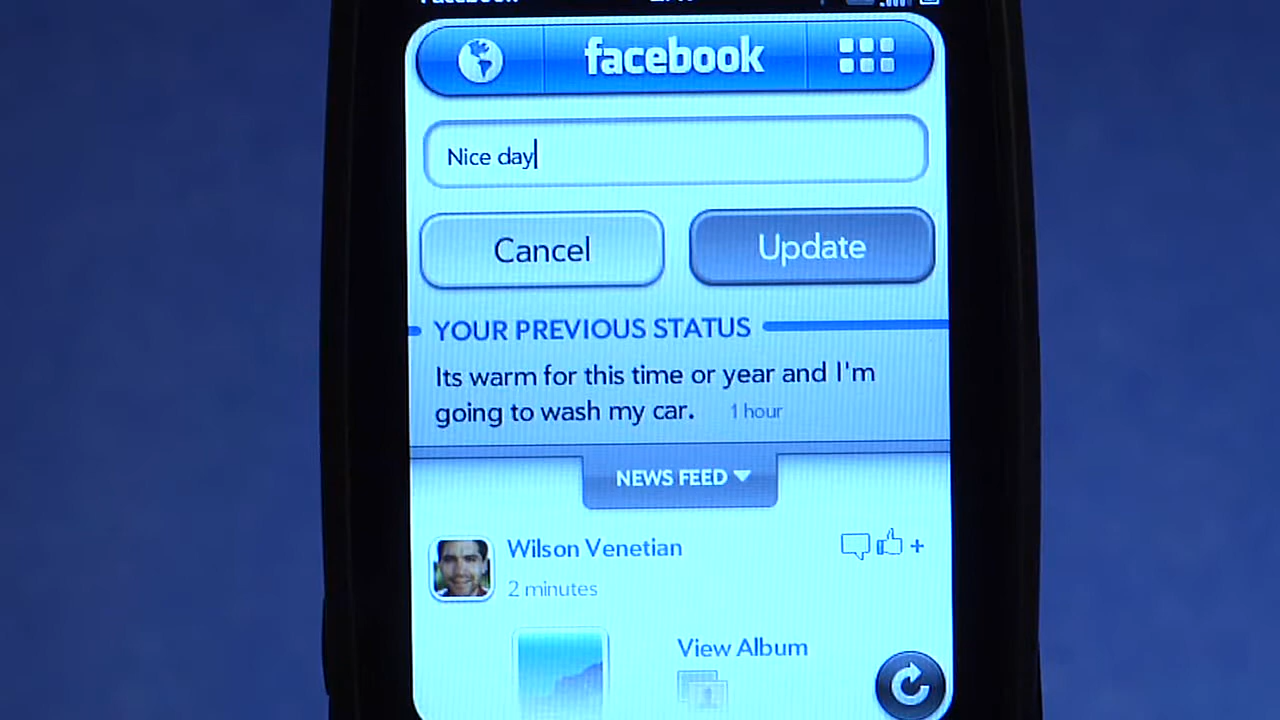 facebook
Nice day
Cancel
Update
YOUR PREVIOUS STATUS
Its warm for this time or year and I'm
going to wash my car. 1 hour
NEWS FEED
Wilson Venetian
2 minutes
View Album